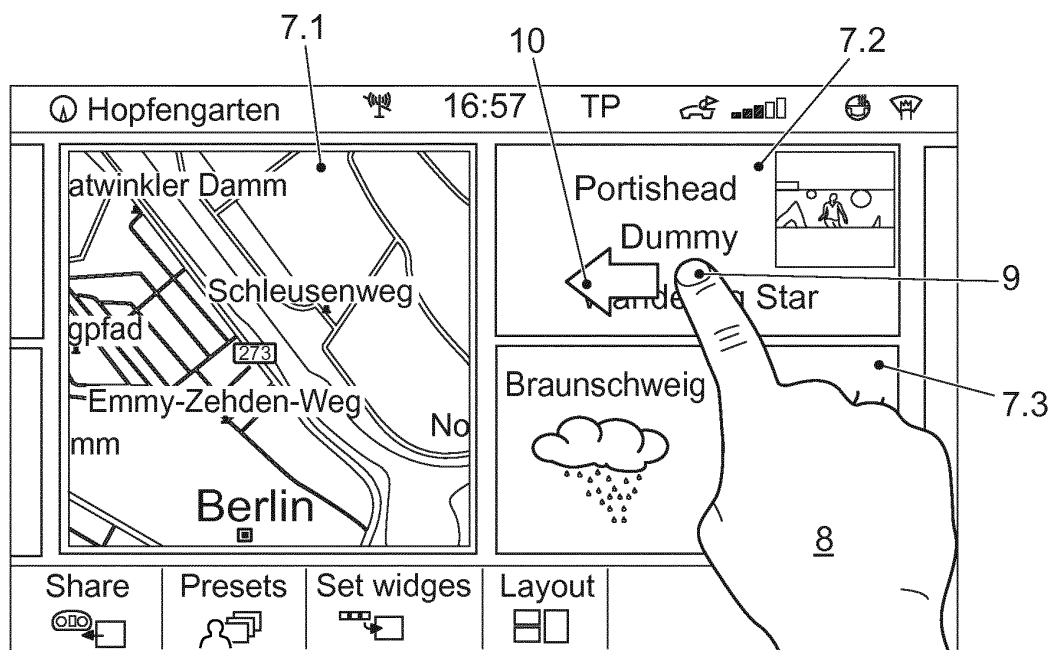 7.1
10
7.2
Hopfengarten 16:57 TP
atwinkler Damm
Schleusenweg
gpfad
273
Emmy-Zehden-Weg
No
mm
Berlin
Portishead
Dummy
Star
9
Braunschweig
7.3
8
Share Presets Set widges Layout